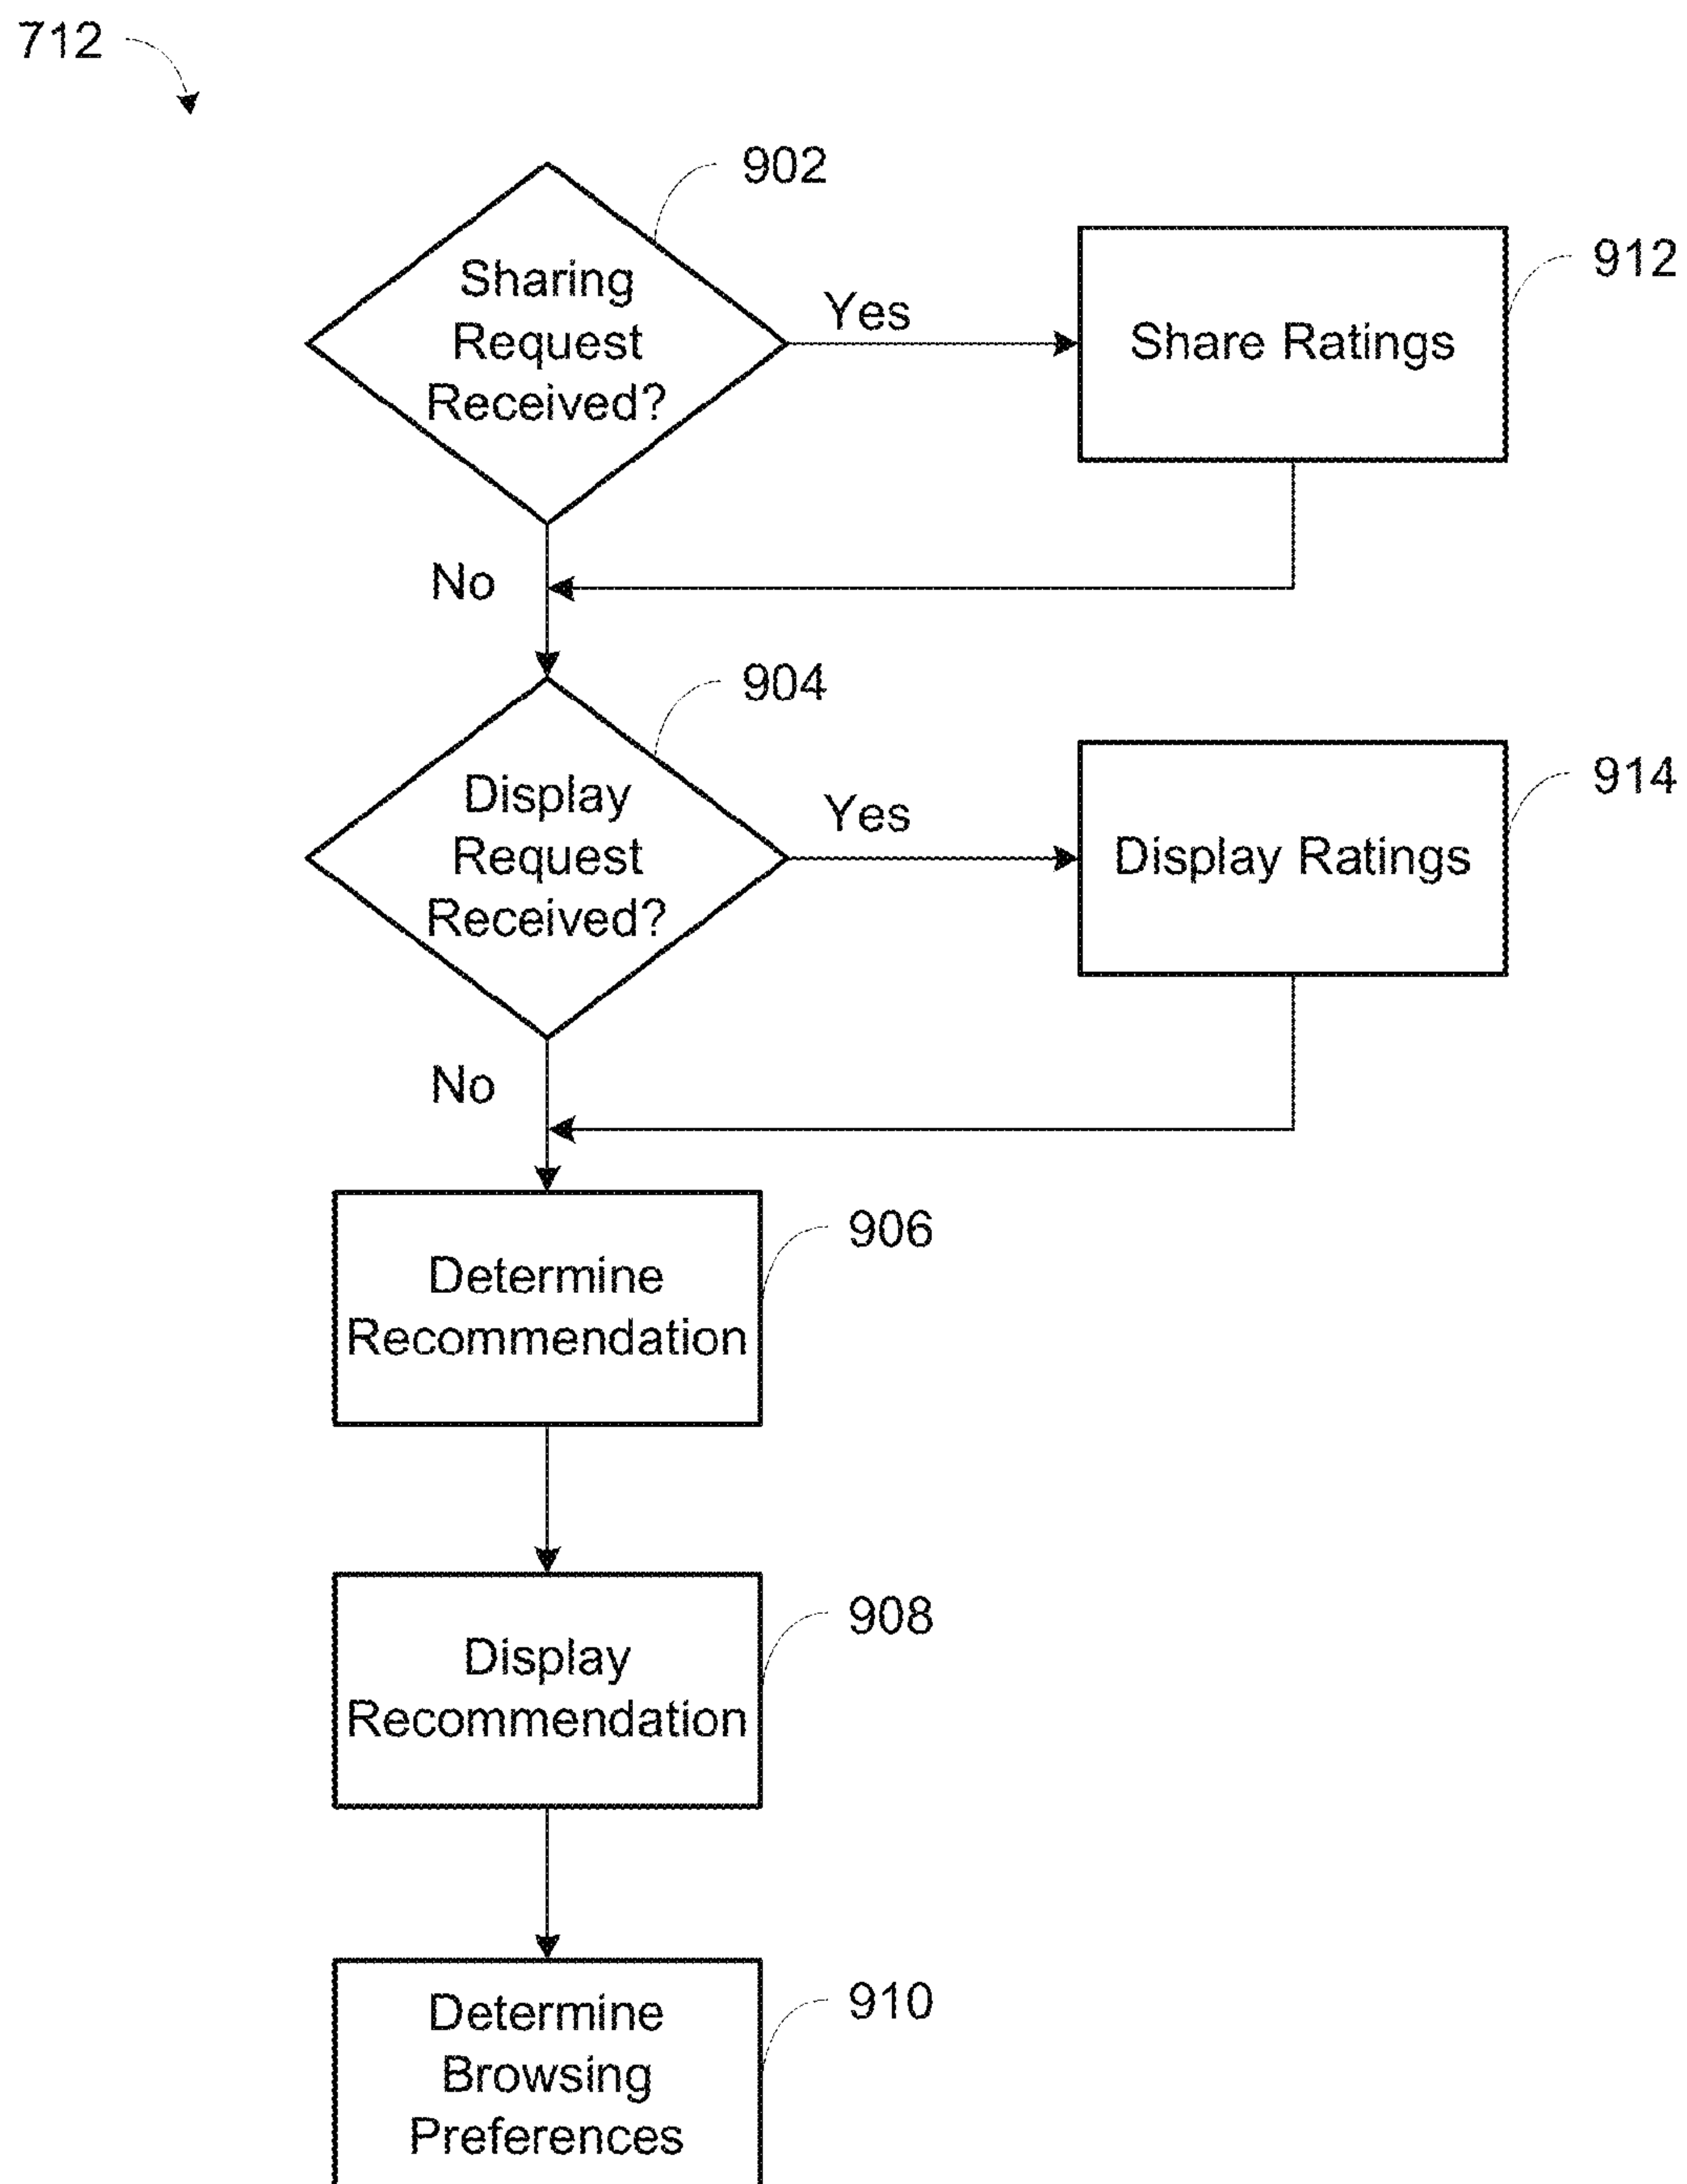 712
902
Sharing
Request
Received?
Yes
912
Share Ratings
No
904
Display
Request
Received?
Yes
914
Display Ratings
No
906
Determine
Recommendation
908
Display
Recommendation
910
Determine
Browsing
Preferences